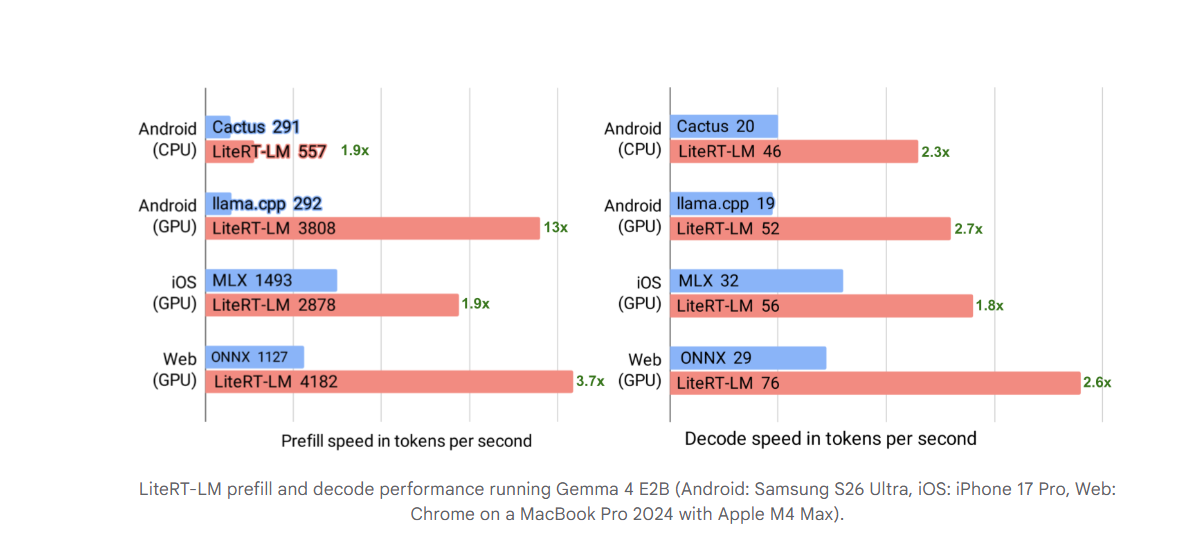 Android
(CPU)
Cactus 291
LiteRT-LM 557 1.9x
Android
(GPU)
llama.cpp 292
LiteRT-LM 3808 13x
iOS
(GPU)
MLX 1493
LiteRT-LM 2878 1.9x
Web
(GPU)
ONNX 1127
LiteRT-LM 4182 3.7x
Prefill speed in tokens per second
Android
(CPU)
Cactus 20
LiteRT-LM 46 2.3x
Android
(GPU)
llama.cpp 19
LiteRT-LM 52 2.7x
iOS
(GPU)
MLX 32
LiteRT-LM 56 1.8x
Web
(GPU)
ONNX 29
LiteRT-LM 76 2.6x
Decode speed in tokens per second
LiteRT-LM prefill and decode performance running Gemma 4 E2B (Android: Samsung S26 Ultra, iOS: iPhone 17 Pro, Web:
Chrome on a MacBook Pro 2024 with Apple M4 Max).